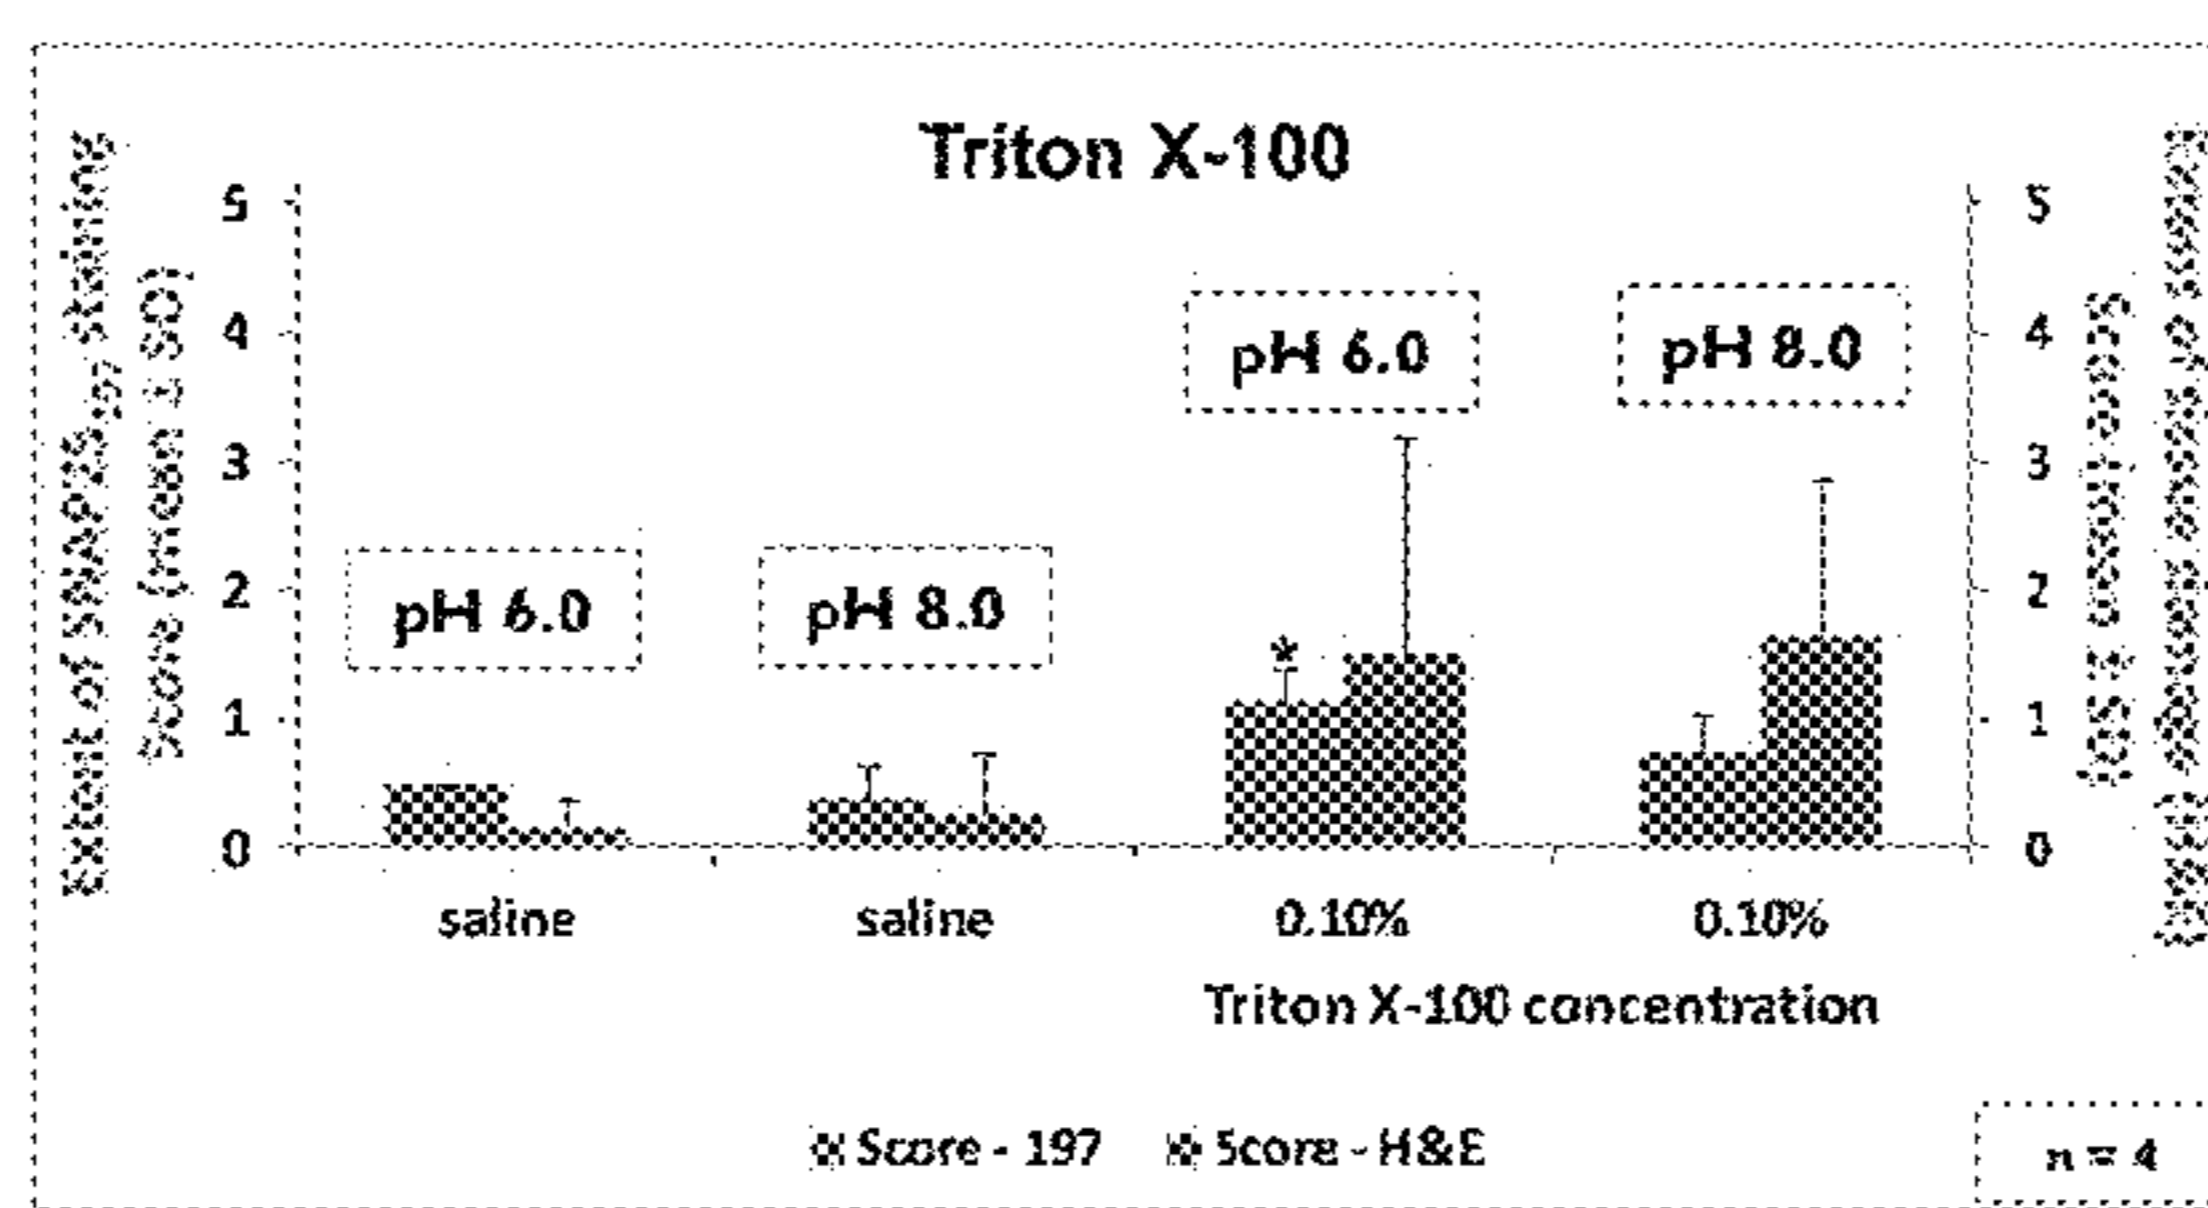 Triton X-100
Extent of SNAP25₁₉₇ staining
Score (mean ± SD)
5
4
3
2
1
0
5
4
3
2
1
0
pH 6.0
pH 8.0
pH 6.0
pH 8.0
*
saline
saline
0.10%
0.10%
Triton X-100 concentration
Score - 197
Score - H&E
n = 4